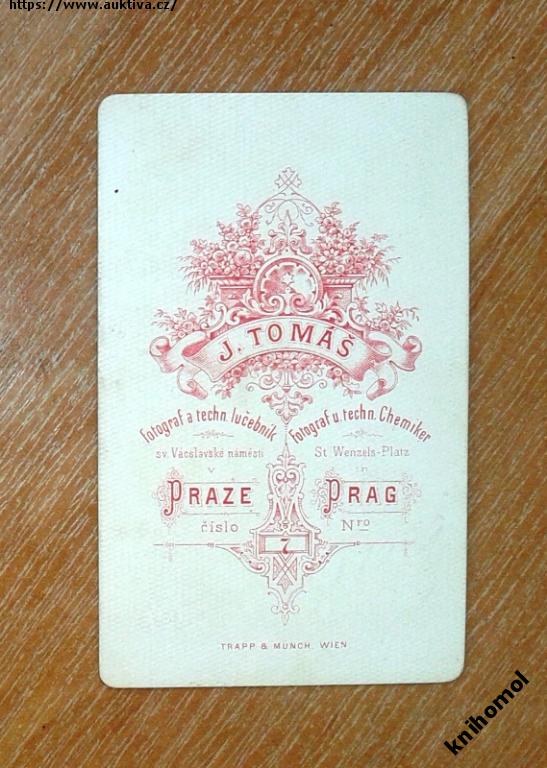 https://www.auktiva.cz/
J. TOMÁŠ
Fotograf a techn. lučebník
sv. Václavské náměstí
v
PRAZE
číslo
Fotograf u. techn. Chemiker
St. Wenzels-Platz
in
PRAG
Nro
7
TRAPP & MÜNCH, WIEN
knihomol